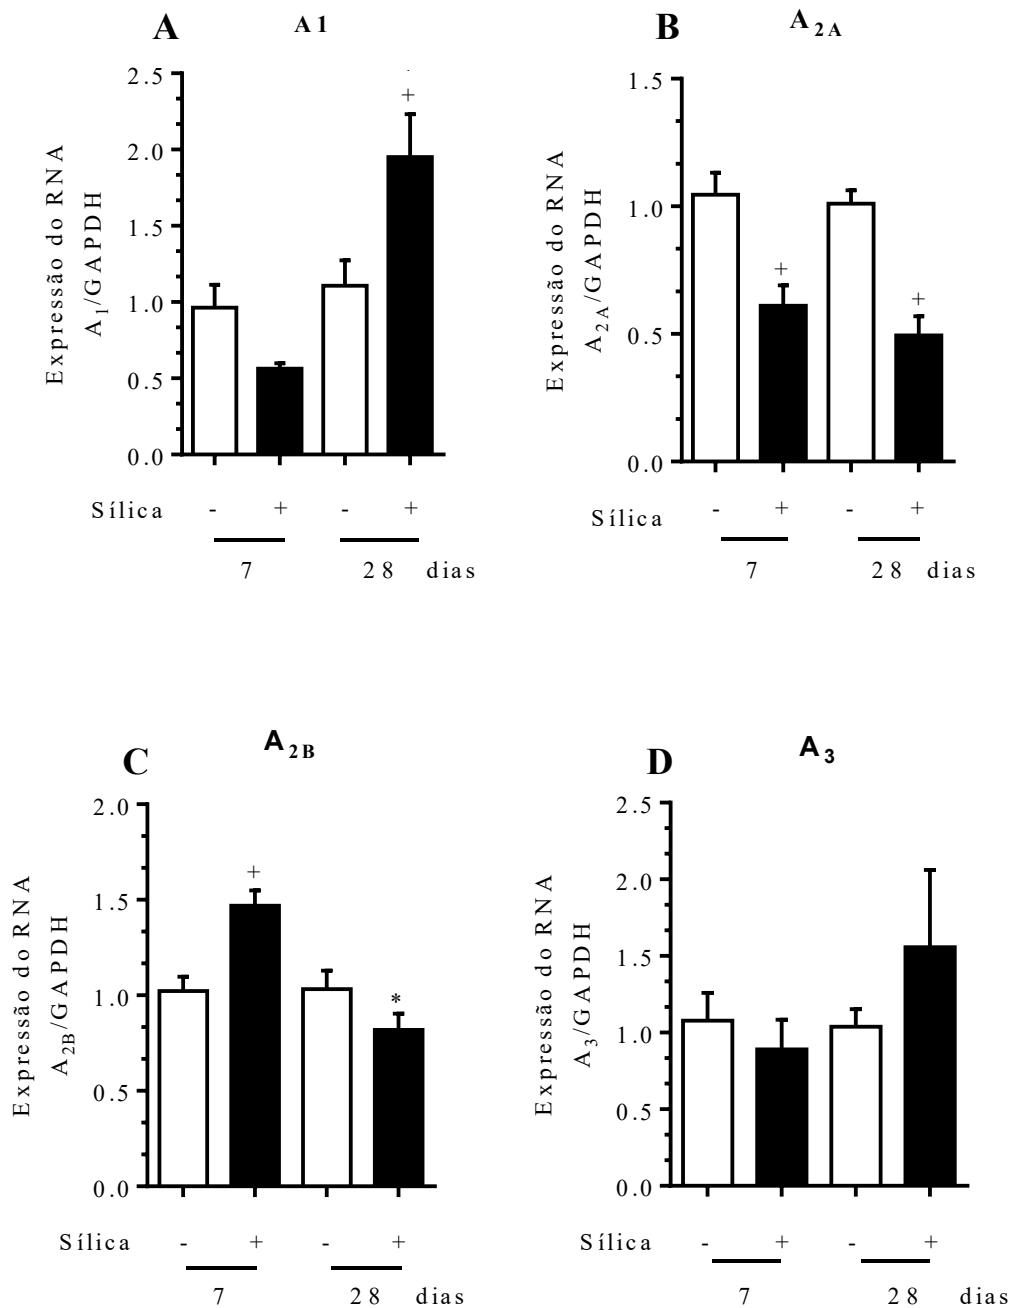 A
A1
2.5
2.0
1.5
1.0
0.5
0.0
Expressão do RNA
A1/GAPDH
+
Sílica - + - +
7 28 dias
B
A2A
1.5
1.0
0.5
0.0
Expressão do RNA
A2A/GAPDH
+
+
Sílica - + - +
7 28 dias
C
A2B
2.0
1.5
1.0
0.5
0.0
Expressão do RNA
A2B/GAPDH
+
*
Sílica - + - +
7 28 dias
D
A3
2.5
2.0
1.5
1.0
0.5
0.0
Expressão do RNA
A3/GAPDH
Sílica - + - +
7 28 dias